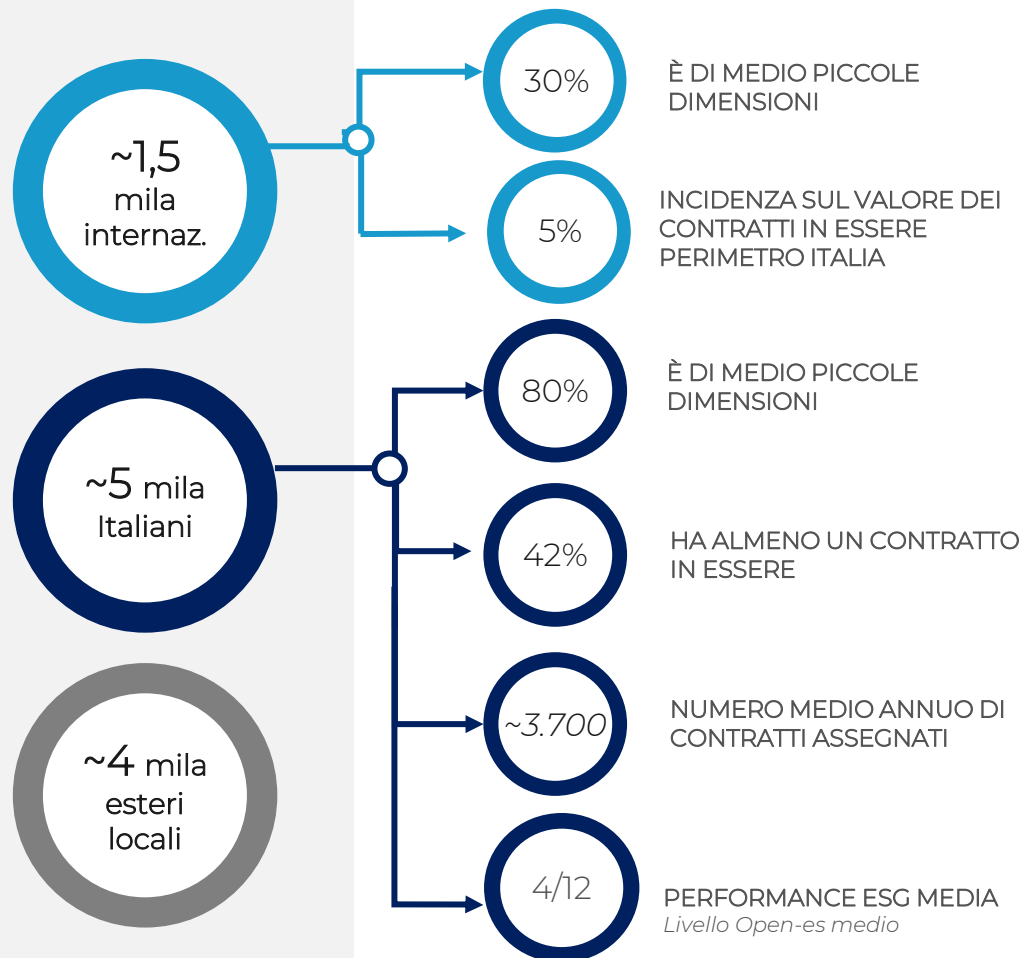 ~1,5
mila
internaz.
30%
È DI MEDIO PICCOLE
DIMENSIONI
5%
INCIDENZA SUL VALORE DEI
CONTRATTI IN ESSERE
PERIMETRO ITALIA
~5 mila
Italiani
80%
È DI MEDIO PICCOLE
DIMENSIONI
42%
HA ALMENO UN CONTRATTO
IN ESSERE
~3.700
NUMERO MEDIO ANNUO DI
CONTRATTI ASSEGNATI
4/12
PERFORMANCE ESG MEDIA
Livello Open-es medio
~4 mila
esteri
locali